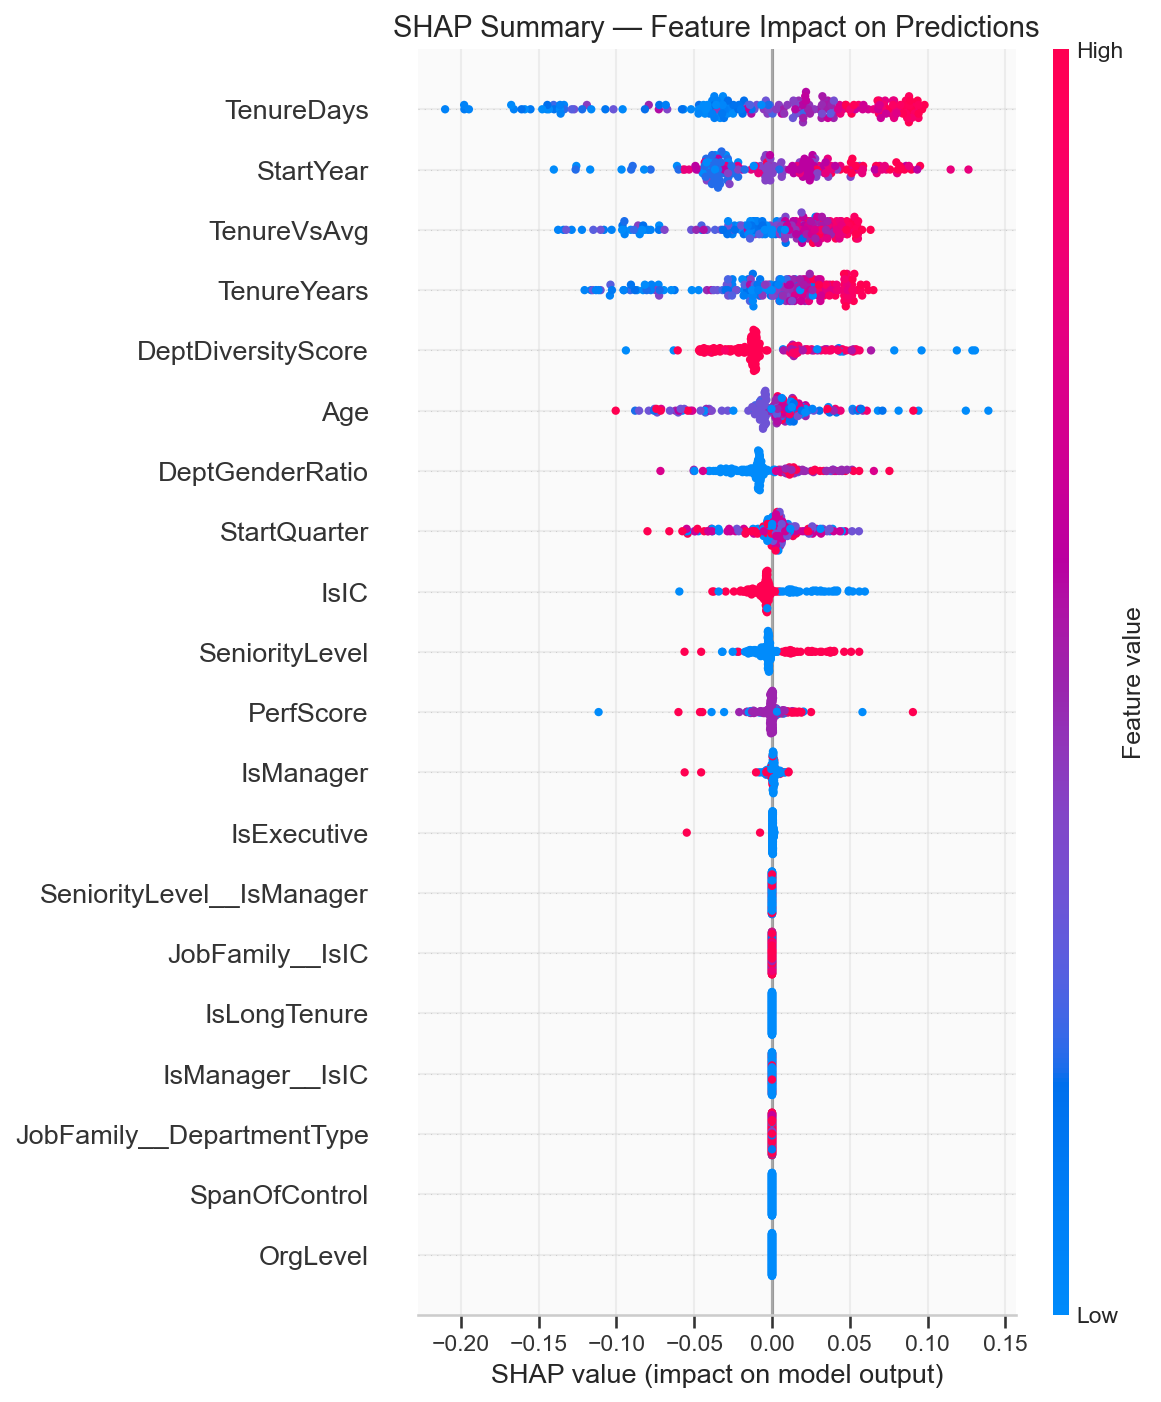 SHAP Summary — Feature Impact on Predictions
High
TenureDays
StartYear
TenureVsAvg
TenureYears
DeptDiversityScore
Age
DeptGenderRatio
StartQuarter
IsIC
SeniorityLevel
PerfScore
IsManager
IsExecutive
SeniorityLevel__IsManager
JobFamily__IsIC
IsLongTenure
IsManager__IsIC
JobFamily__DepartmentType
SpanOfControl
OrgLevel
Feature value
Low
−0.20 −0.15 −0.10 −0.05 0.00 0.05 0.10 0.15
SHAP value (impact on model output)